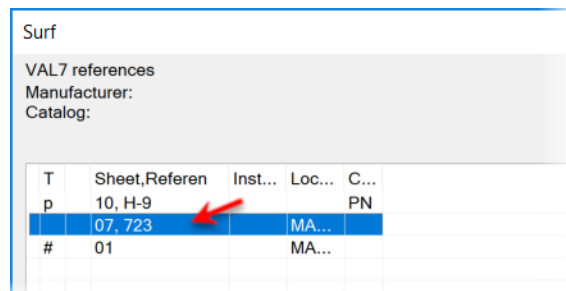 Surf
VAL7 references
Manufacturer:
Catalog:
T Sheet,Referen Inst... Loc... C...
p 10, H-9 PN
07, 723 MA...
# 01 MA...